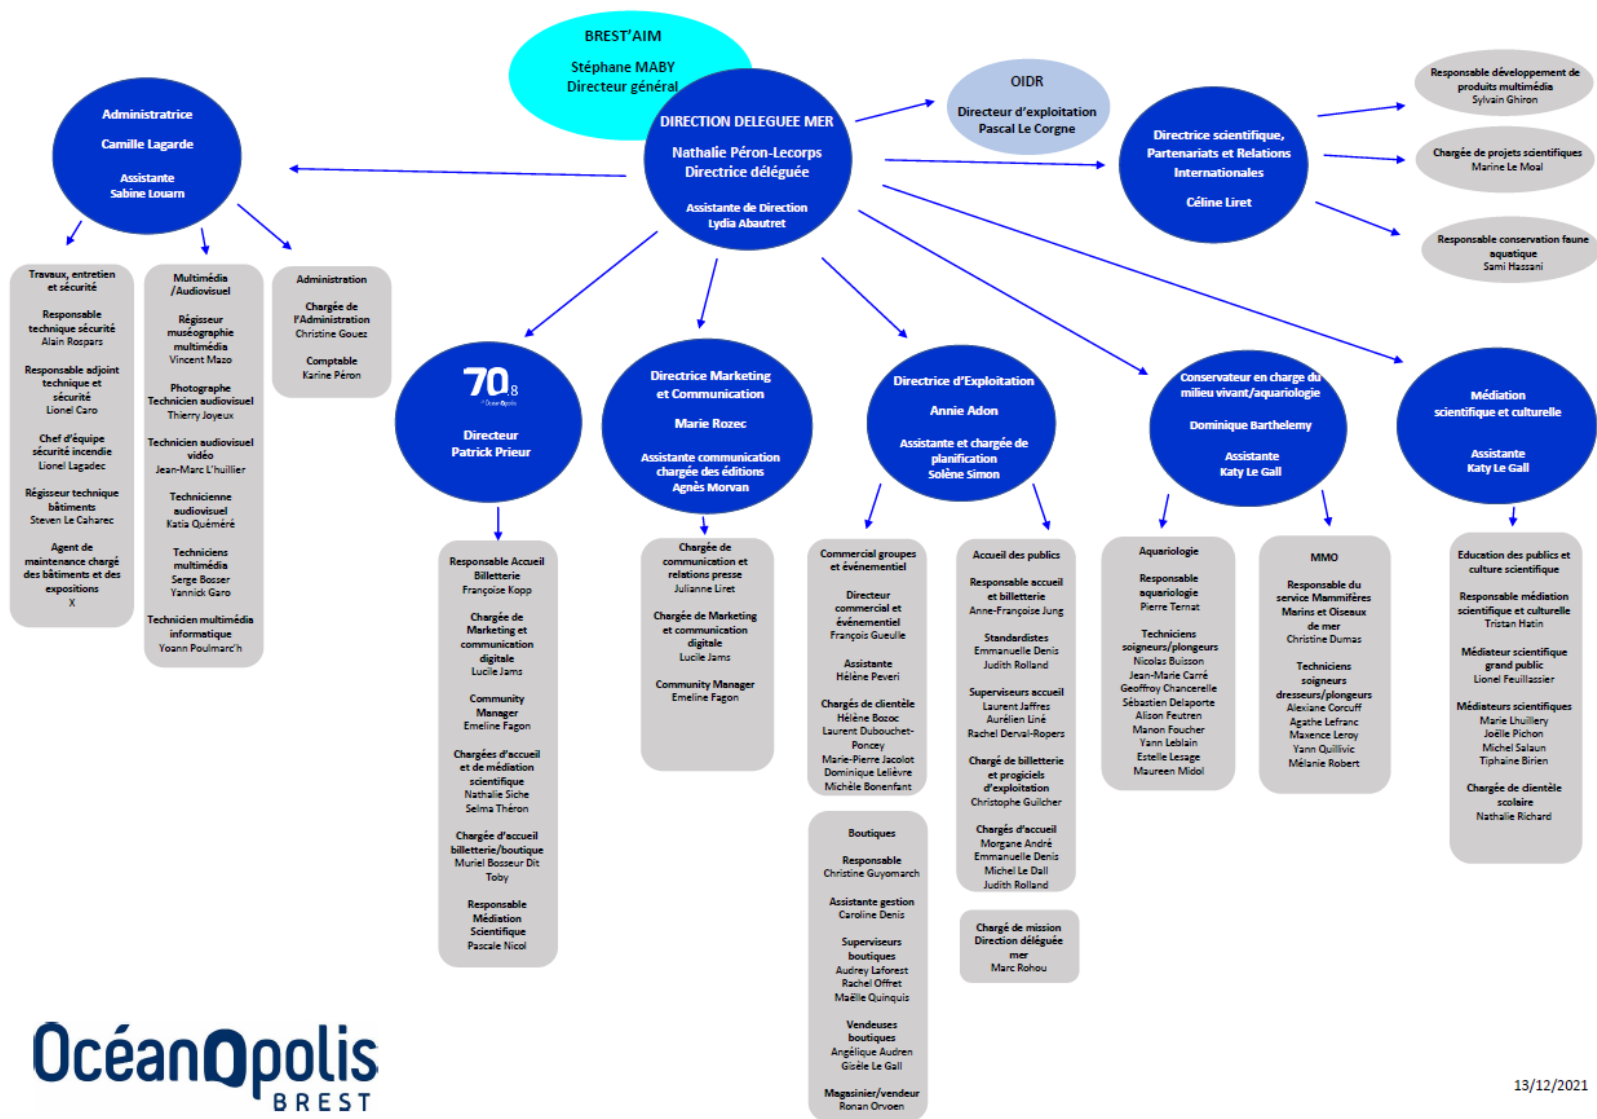 BREST'AIM
Stéphane MABY
Directeur général
DIRECTION DELEGUEE MER
Nathalie Péron-Lecorps
Directrice déléguée
Assistante de Direction
Lydia Abautret
OIDR
Directeur d'exploitation
Pascal Le Corgne
Administratrice
Camille Lagarde
Assistante
Sabine Louarn
Directrice scientifique,
Partenariats et Relations
Internationales
Céline Liret
Responsable développement de
produits multimédia
Sylvain Ghiron
Chargée de projets scientifiques
Marine Le Moal
Responsable conservation faune
aquatique
Sami Hassani
Travaux, entretien
et sécurité
Responsable
technique sécurité
Alain Rospars
Responsable adjoint
technique et
sécurité
Lionel Caro
Chef d'équipe
sécurité incendie
Lionel Lagadec
Régisseur technique
bâtiments
Steven Le Caharec
Agent de
maintenance chargé
des bâtiments et des
expositions
X
Multimédia
/Audiovisuel
Régisseur
muséographie
multimédia
Vincent Mazo
Photographe
Technicien audiovisuel
Thierry Joyeux
Technicien audiovisuel
vidéo
Jean-Marc L'huillier
Technicienne
audiovisuel
Katia Quéméré
Techniciens
multimédia
Serge Bosser
Yannick Garo
Technicien multimédia
informatique
Yoann Poulmarc'h
Administration
Chargée de
l'Administration
Christine Gouez
Comptable
Karine Péron
70.8
Océanopolis
Directeur
Patrick Prieur
Directrice Marketing
et Communication
Marie Rozec
Assistante communication
chargée des éditions
Agnès Morvan
Directrice d'Exploitation
Annie Adon
Assistante et chargée de
planification
Solène Simon
Conservateur en charge du
milieu vivant/aquariologie
Dominique Barthelemy
Assistante
Katy Le Gall
Médiation
scientifique et culturelle
Assistante
Katy Le Gall
Responsable Accueil
Billetterie
Françoise Kopp
Chargée de
Marketing et
communication
digitale
Lucile Jams
Community
Manager
Emeline Fagon
Chargées d'accueil
et de médiation
scientifique
Nathalie Siche
Selma Théron
Chargée d'accueil
billetterie/boutique
Muriel Bosseur Dit
Toby
Responsable
Médiation
Scientifique
Pascale Nicol
Chargée de
communication et
relations presse
Julianne Liret
Chargée de Marketing
et communication
digitale
Lucile Jams
Community Manager
Emeline Fagon
Commercial groupes
et événementiel
Directeur
commercial et
événementiel
François Gueulle
Assistante
Hélène Peveri
Chargés de clientèle
Hélène Bozoc
Laurent Dubouchet-
Poncey
Marie-Pierre Jacolot
Dominique Lelièvre
Michèle Bonenfant
Boutiques
Responsable
Christine Guyomarch
Assistante gestion
Caroline Denis
Superviseurs
boutiques
Audrey Laforest
Rachel Offret
Maëlle Quinquis
Vendeuses
boutiques
Angélique Audren
Gisèle Le Gall
Magasinier/vendeur
Ronan Orvoen
Accueil des publics
Responsable accueil
et billetterie
Anne-Françoise Jung
Standardistes
Emmanuelle Denis
Judith Rolland
Superviseurs accueil
Laurent Jaffres
Aurélien Liné
Rachel Derval-Ropers
Chargé de billetterie
et progiciels
d'exploitation
Christophe Guilcher
Chargés d'accueil
Morgane André
Emmanuelle Denis
Michel Le Dall
Judith Rolland
Chargé de mission
Direction déléguée
mer
Marc Rohou
Aquariologie
Responsable
aquariologie
Pierre Ternat
Techniciens
soigneurs/plongeurs
Nicolas Buisson
Jean-Marie Carré
Geoffroy Chancerelle
Sébastien Delaporte
Alison Feutren
Manon Foucher
Yann Leblain
Estelle Lesage
Maureen Midol
MMO
Responsable du
service Mammifères
Marins et Oiseaux
de mer
Christine Dumas
Techniciens
soigneurs
dresseurs/plongeurs
Alexiane Corcuff
Agathe Lefranc
Maxence Leroy
Yann Quillivic
Mélanie Robert
Education des publics et
culture scientifique
Responsable médiation
scientifique et culturelle
Tristan Hatin
Médiateur scientifique
grand public
Lionel Feuillassier
Médiateurs scientifiques
Marie Lhuillery
Joëlle Pichon
Michel Salaun
Tiphaine Birien
Chargée de clientèle
scolaire
Nathalie Richard
Océanopolis
BREST
13/12/2021